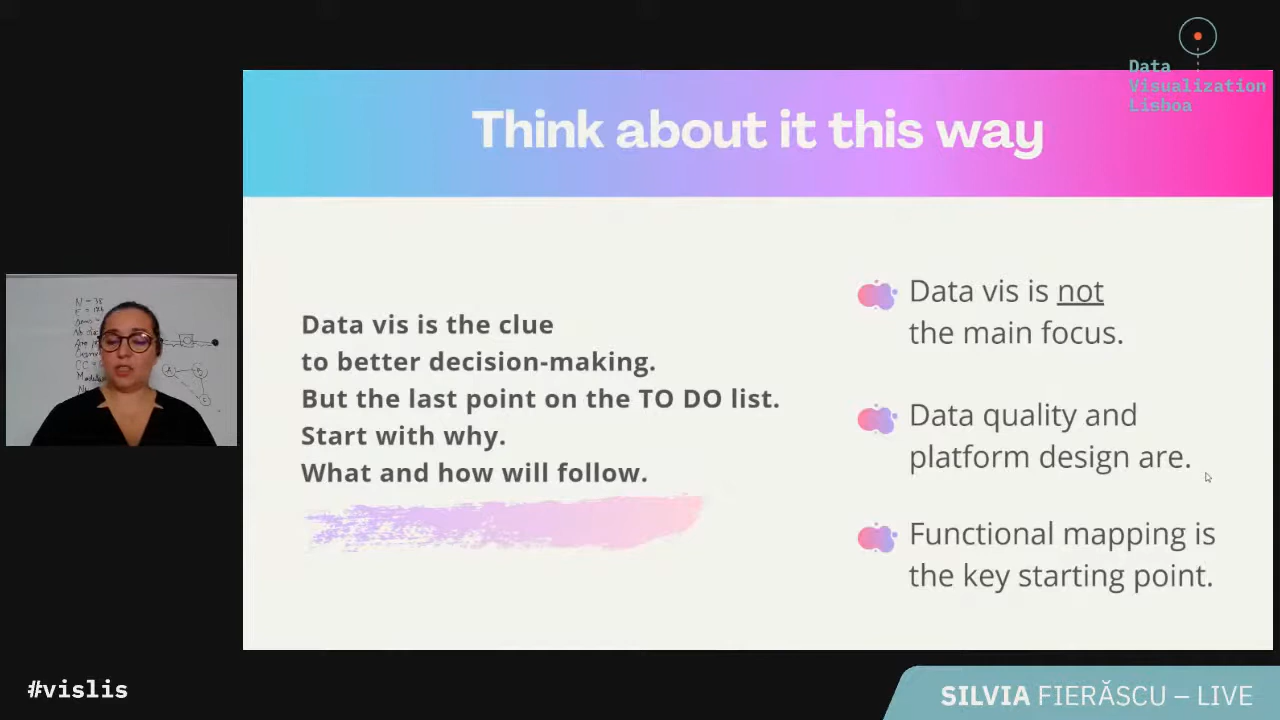 Data
Visualization
Lisboa
Think about it this way
Data vis is the clue
to better decision-making.
But the last point on the TO DO list.
Start with why.
What and how will follow.
Data vis is not
the main focus.
Data quality and
platform design are.
Functional mapping is
the key starting point.
#vislis
SILVIA FIERĂSCU – LIVE